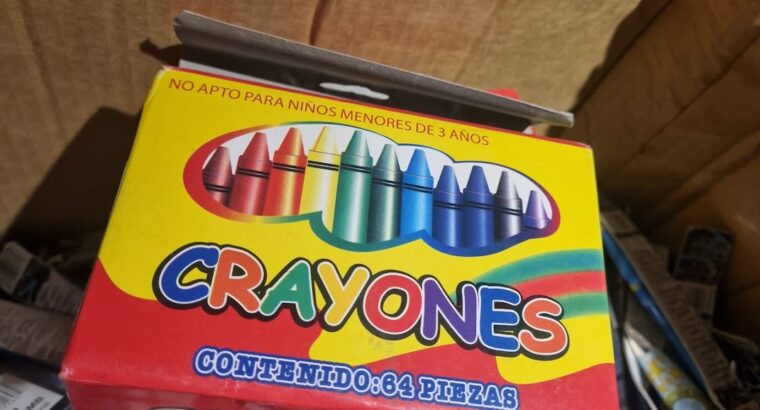 NO APTO PARA NIÑOS MENORES DE 3 AÑOS
CRAYONES
CONTENIDO:64 PIEZAS